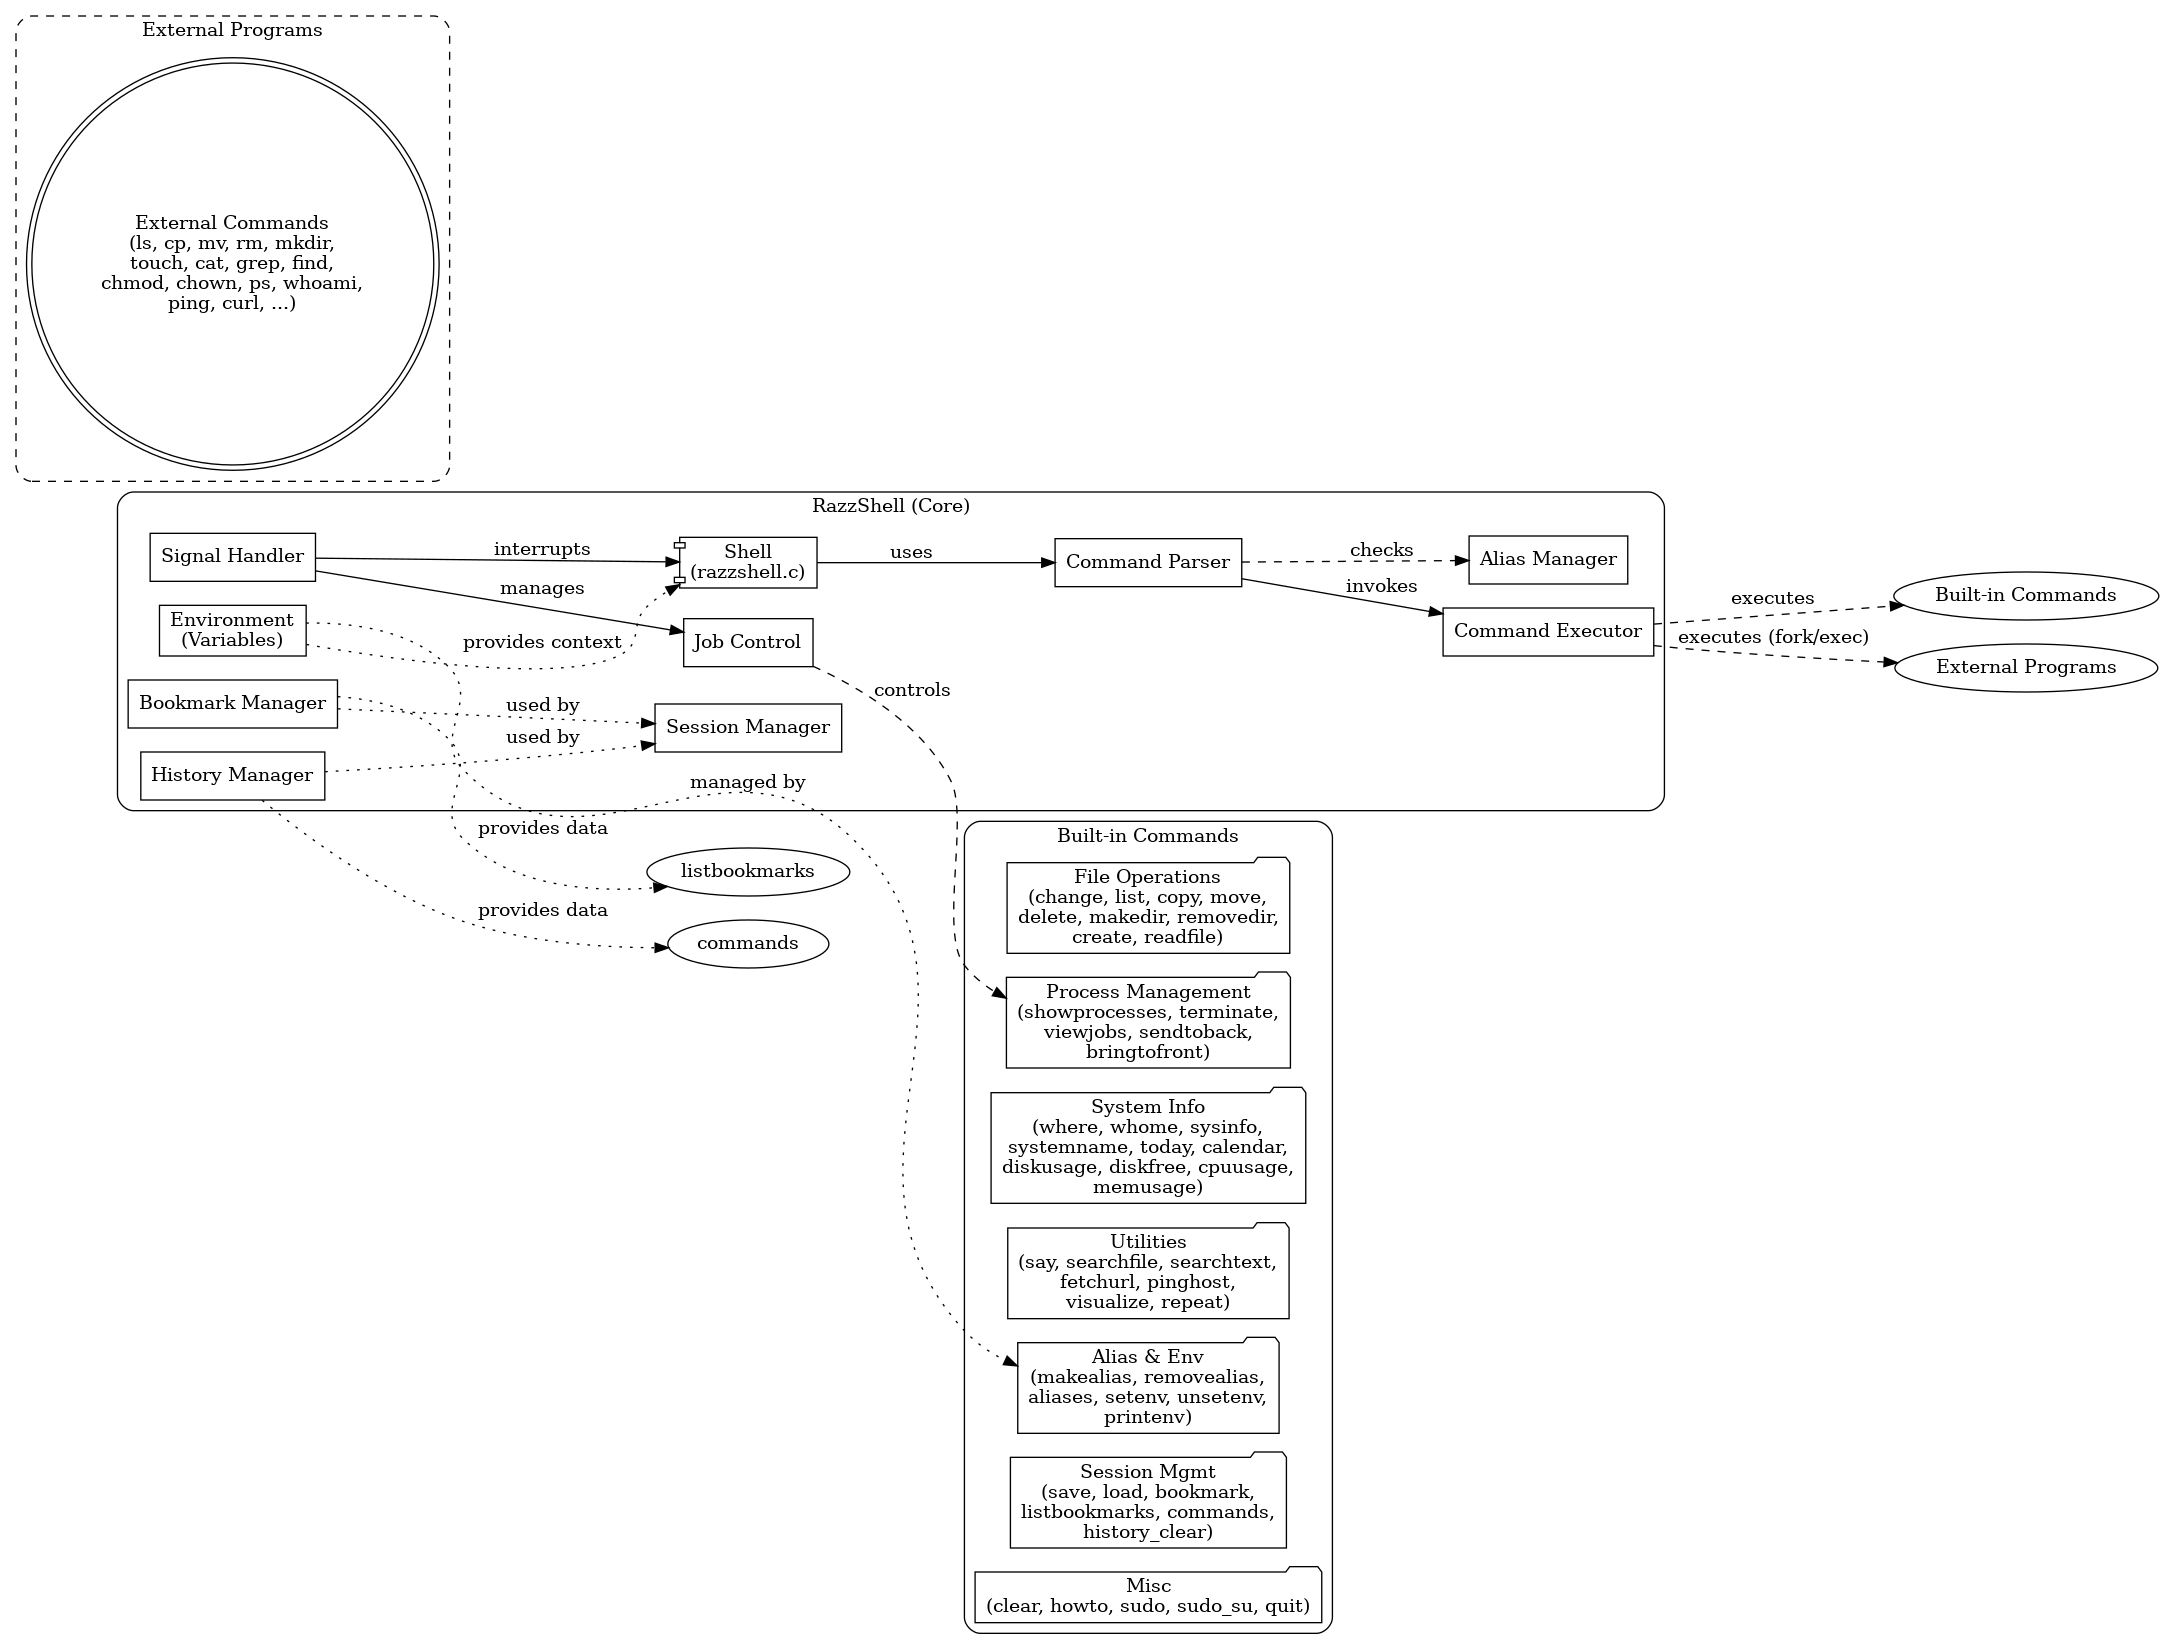 External Programs
External Commands
(ls, cp, mv, rm, mkdir,
touch, cat, grep, find,
chmod, chown, ps, whoami,
ping, curl, ...)
RazzShell (Core)
Signal Handler
interrupts
manages
Shell
(razzshell.c)
uses
Command Parser
checks
invokes
Alias Manager
Environment
(Variables)
provides context
Job Control
controls
Command Executor
executes
executes (fork/exec)
Built-in Commands
External Programs
Bookmark Manager
used by
used by
Session Manager
History Manager
managed by
provides data
listbookmarks
provides data
commands
Built-in Commands
File Operations
(change, list, copy, move,
delete, makedir, removedir,
create, readfile)
Process Management
(showprocesses, terminate,
viewjobs, sendtoback,
bringtofront)
System Info
(where, whome, sysinfo,
systemname, today, calendar,
diskusage, diskfree, cpuusage,
memusage)
Utilities
(say, searchfile, searchtext,
fetchurl, pinghost,
visualize, repeat)
Alias & Env
(makealias, removealias,
aliases, setenv, unsetenv,
printenv)
Session Mgmt
(save, load, bookmark,
listbookmarks, commands,
history_clear)
Misc
(clear, howto, sudo, sudo_su, quit)